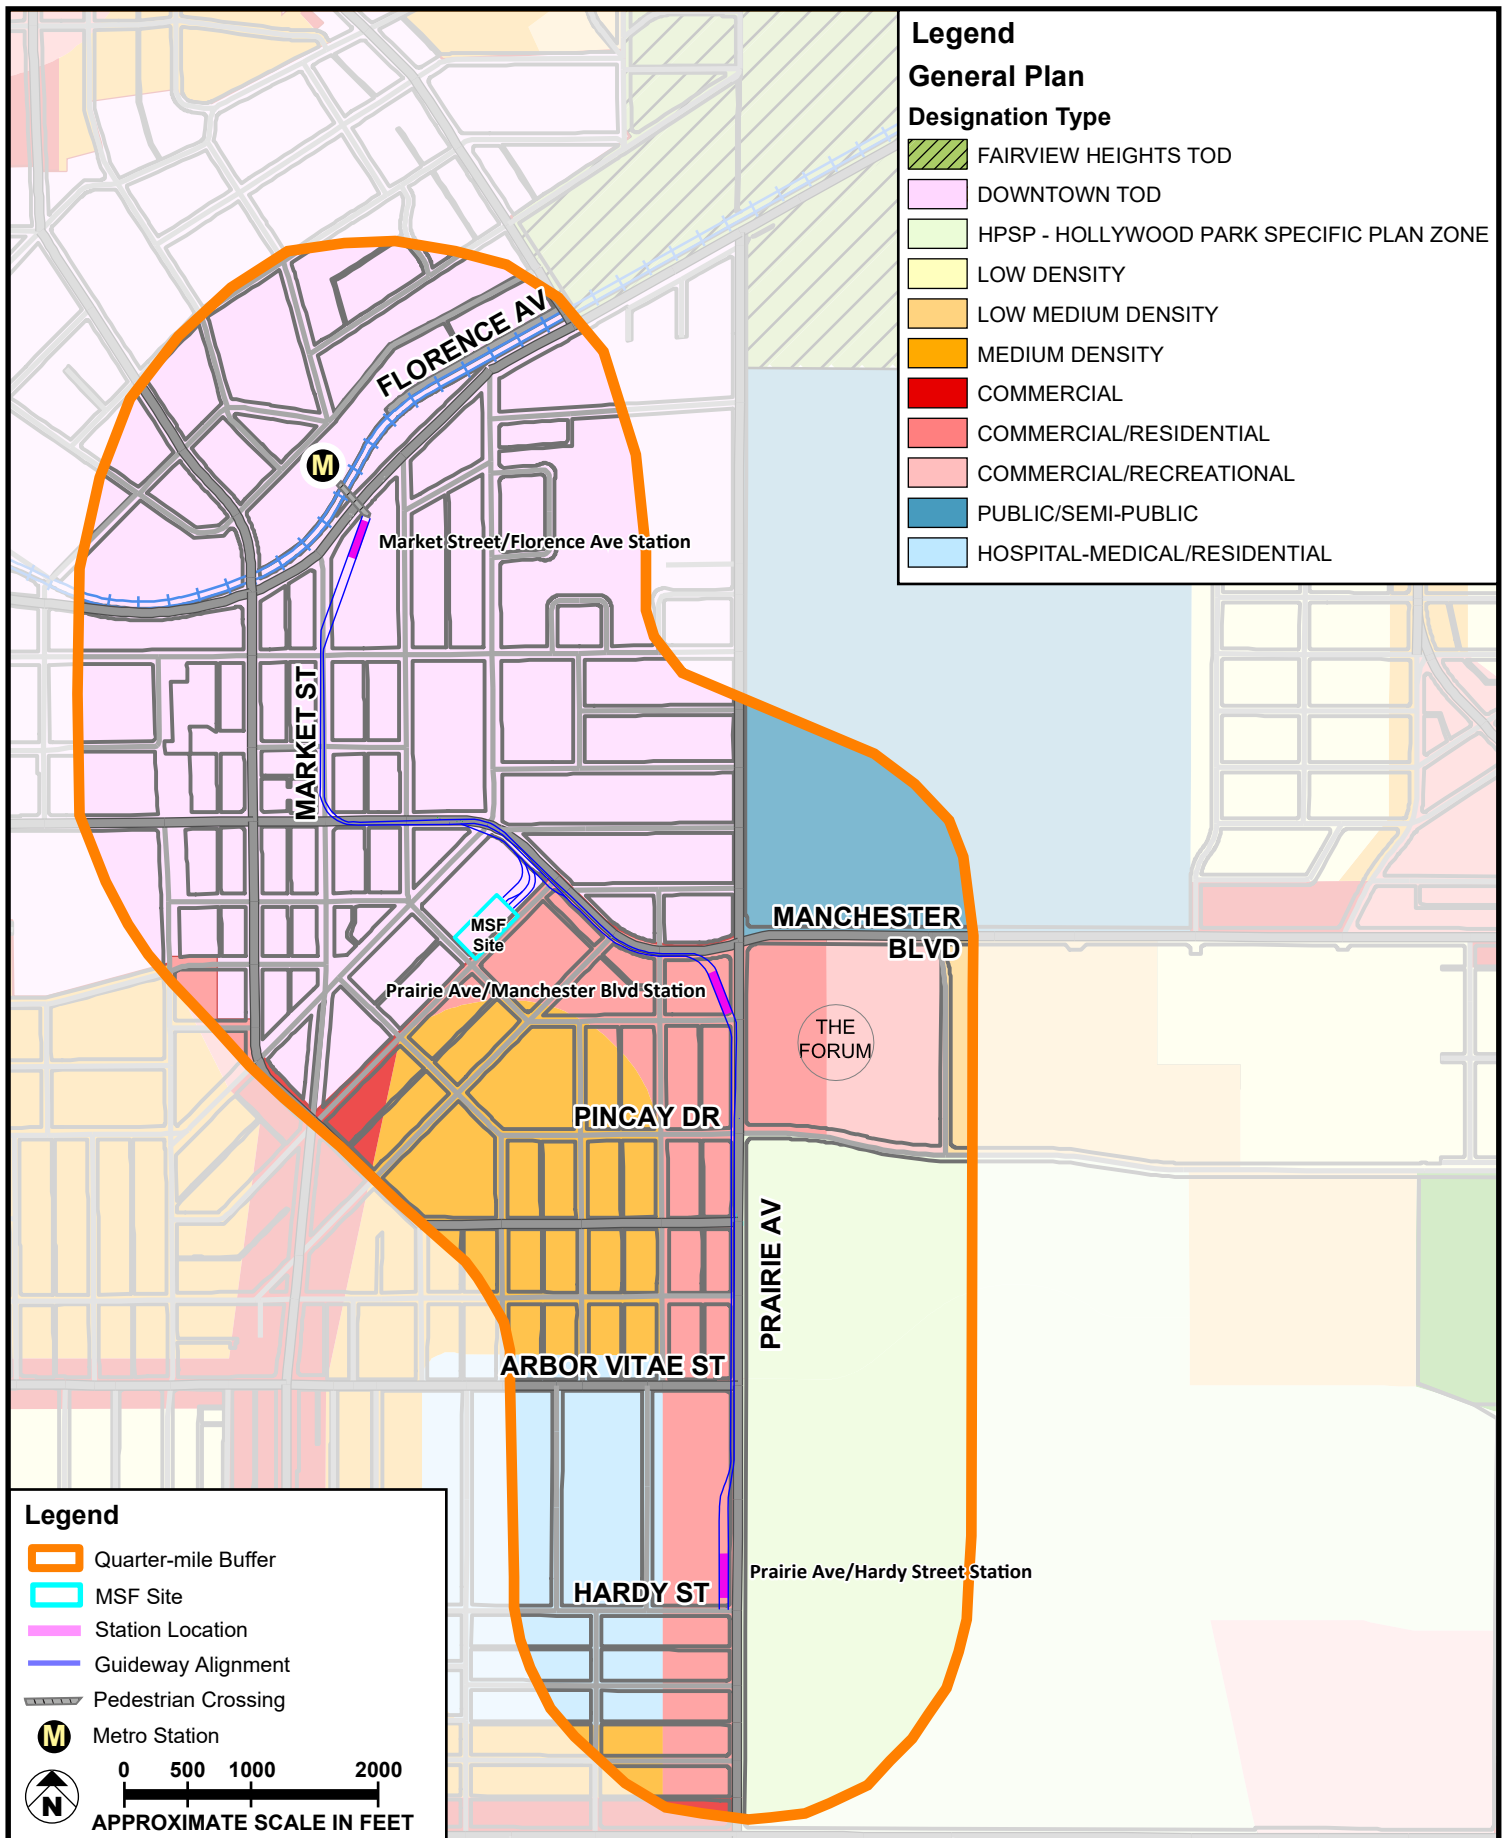 Legend
General Plan
Designation Type
FAIRVIEW HEIGHTS TOD
DOWNTOWN TOD
HPSP - HOLLYWOOD PARK SPECIFIC PLAN ZONE
LOW DENSITY
LOW MEDIUM DENSITY
MEDIUM DENSITY
COMMERCIAL
COMMERCIAL/RESIDENTIAL
COMMERCIAL/RECREATIONAL
PUBLIC/SEMI-PUBLIC
HOSPITAL-MEDICAL/RESIDENTIAL
FLORENCE AV
M
Market Street/Florence Ave Station
MARKET ST
MSF
Site
MANCHESTER
BLVD
Prairie Ave/Manchester Blvd Station
THE
FORUM
PINCAY DR
PRAIRIE AV
ARBOR VITAE ST
Prairie Ave/Hardy Street Station
HARDY ST
Legend
Quarter-mile Buffer
MSF Site
Station Location
Guideway Alignment
Pedestrian Crossing
M Metro Station
0 500 1000 2000
N
APPROXIMATE SCALE IN FEET